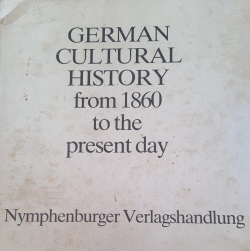 GERMAN
CULTURAL
HISTORY
from 1860
to the
present day
Nymphenburger Verlagshandlung